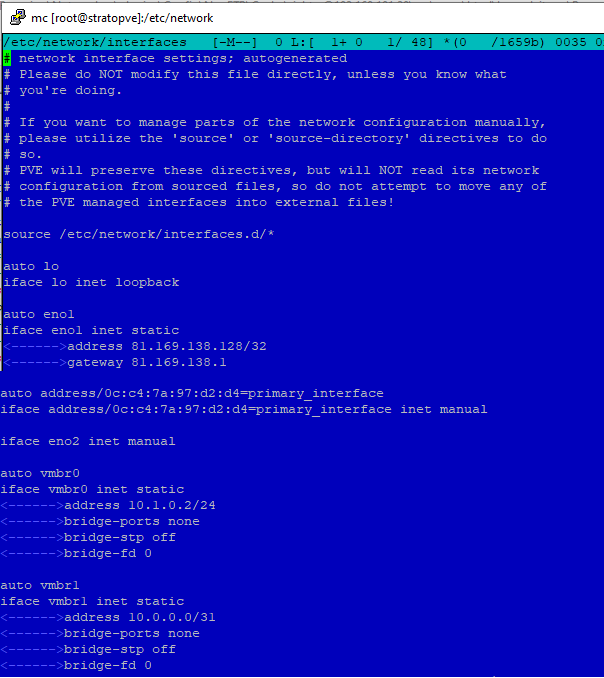 mc [root@stratopve]:/etc/network
/etc/network/interfaces [-M--] 0 L:[ 1+ 0 1/ 48] *(0 /1659b) 0035
# network interface settings; autogenerated
# Please do NOT modify this file directly, unless you know what
# you're doing.
#
# If you want to manage parts of the network configuration manually,
# please utilize the 'source' or 'source-directory' directives to do
# so.
# PVE will preserve these directives, but will NOT read its network
# configuration from sourced files, so do not attempt to move any of
# the PVE managed interfaces into external files!
source /etc/network/interfaces.d/*
auto lo
iface lo inet loopback
auto eno1
iface eno1 inet static
<------>address 81.169.138.128/32
<------>gateway 81.169.138.1
auto address/0c:c4:7a:97:d2:d4=primary_interface
iface address/0c:c4:7a:97:d2:d4=primary_interface inet manual
iface eno2 inet manual
auto vmbr0
iface vmbr0 inet static
<------>address 10.1.0.2/24
<------>bridge-ports none
<------>bridge-stp off
<------>bridge-fd 0
auto vmbr1
iface vmbr1 inet static
<------>address 10.0.0.0/31
<------>bridge-ports none
<------>bridge-stp off
<------>bridge-fd 0